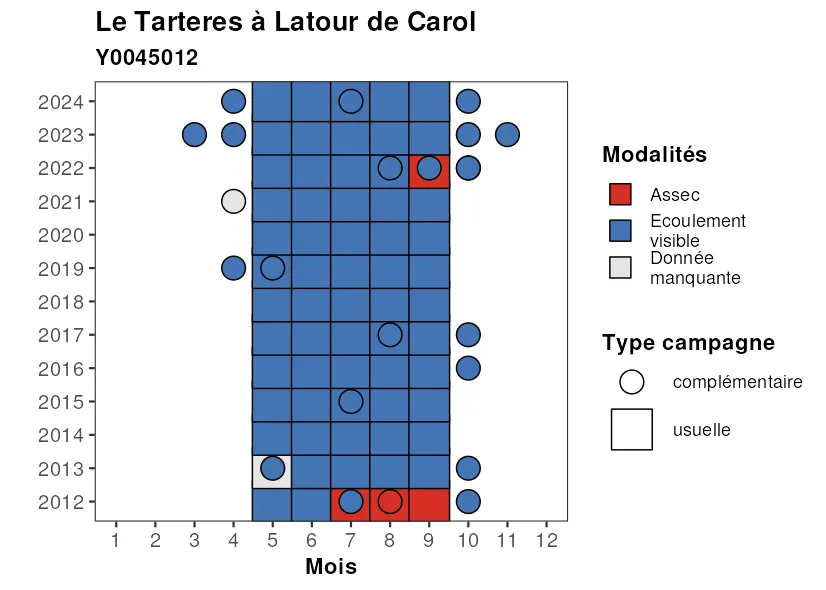 Le Tarteres à Latour de Carol
Y0045012
2024
2023
2022
2021
2020
2019
2018
2017
2016
2015
2014
2013
2012
1 2 3 4 5 6 7 8 9 10 11 12
Mois
Modalités
Assec
Ecoulement
visible
Donnée
manquante
Type campagne
complémentaire
usuelle